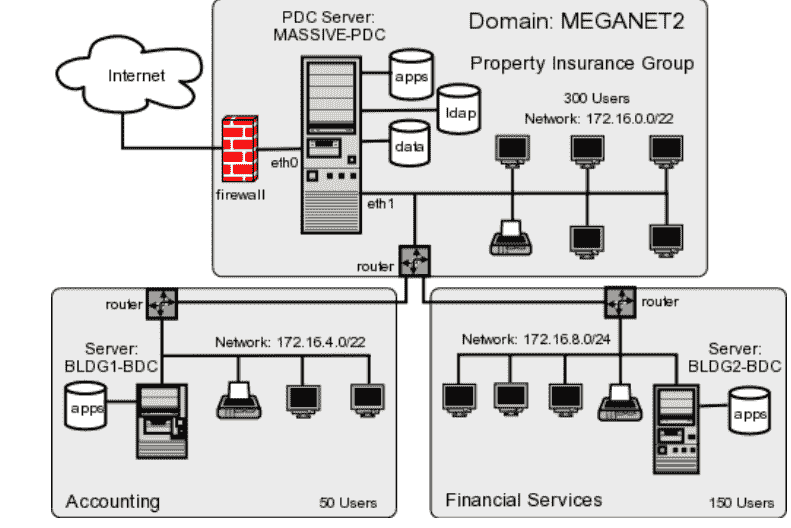 PDC Server:
MASSIVE-PDC
Domain: MEGANET2
Property Insurance Group
Internet
apps
ldap
data
300 Users
Network: 172.16.0.0/22
eth0
firewall
eth1
router
router
router
Server:
BLDG1-BDC
Network: 172.16.4.0/22
apps
Accounting
50 Users
Network: 172.16.8.0/24
Server:
BLDG2-BDC
apps
Financial Services
150 Users